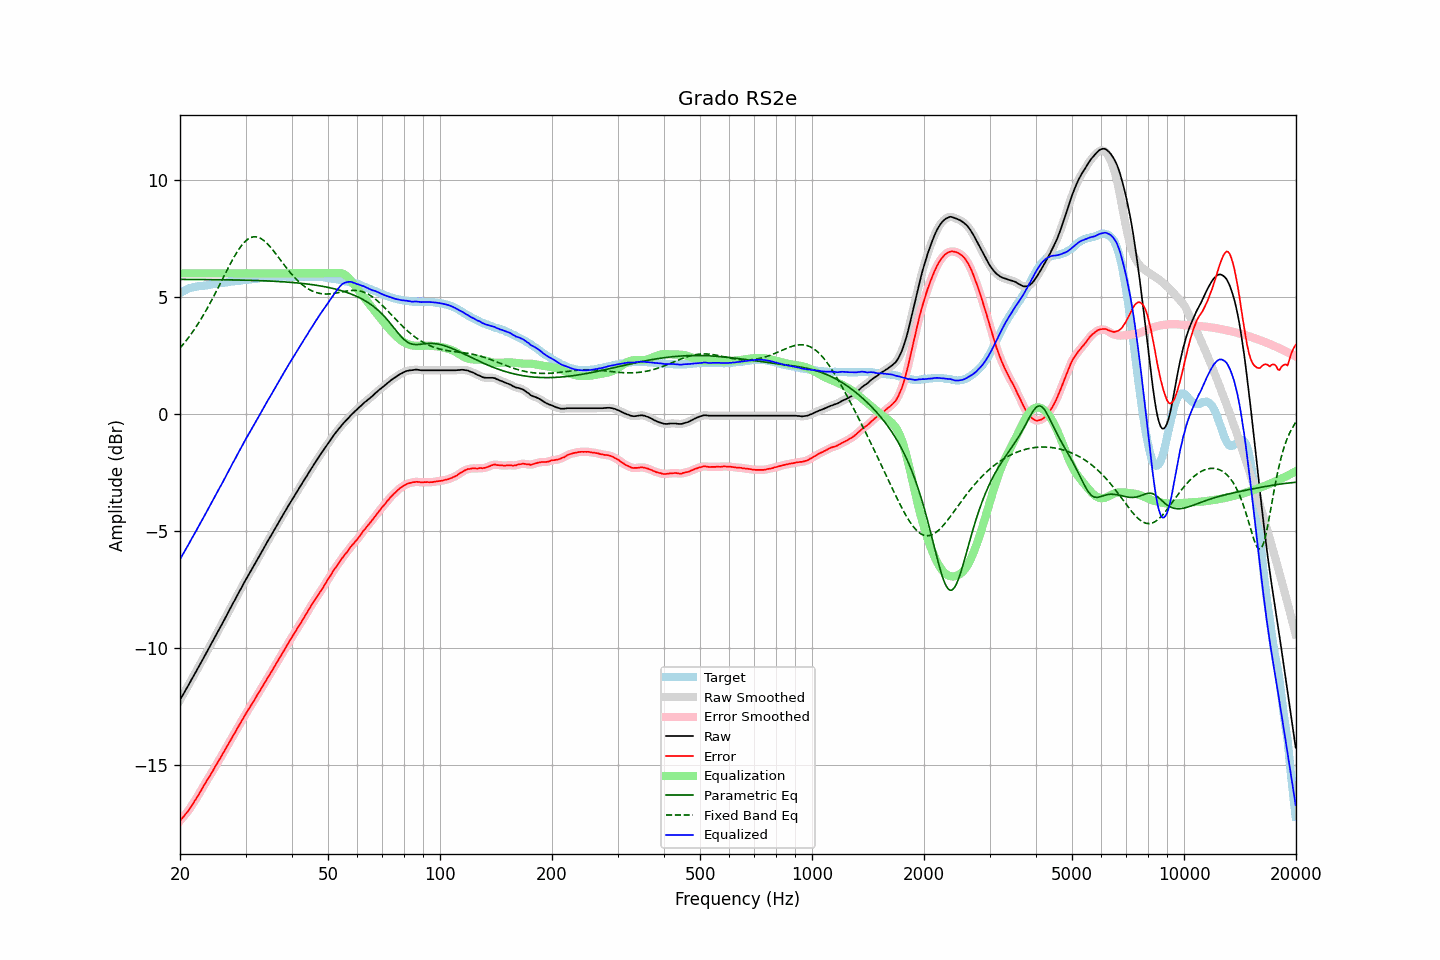 Grado RS2e
Amplitude (dBr)
10
5
0
−5
−10
−15
Target
Raw Smoothed
Error Smoothed
Raw
Error
Equalization
Parametric Eq
Fixed Band Eq
Equalized
20 50 100 200 500 1000 2000 5000 10000 20000
Frequency (Hz)